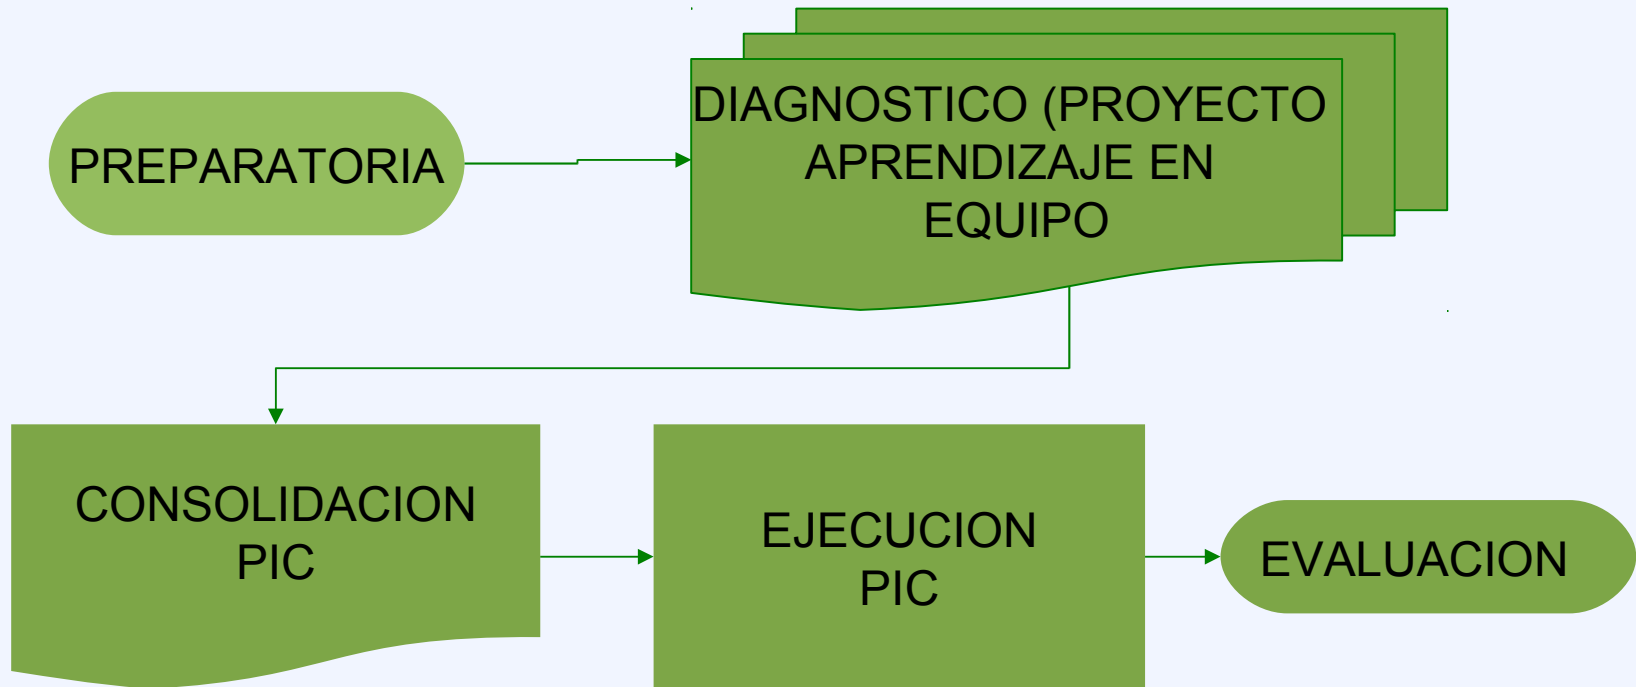 PREPARATORIA
DIAGNOSTICO (PROYECTO
APRENDIZAJE EN
EQUIPO
CONSOLIDACION
PIC
EJECUCION
PIC
EVALUACION